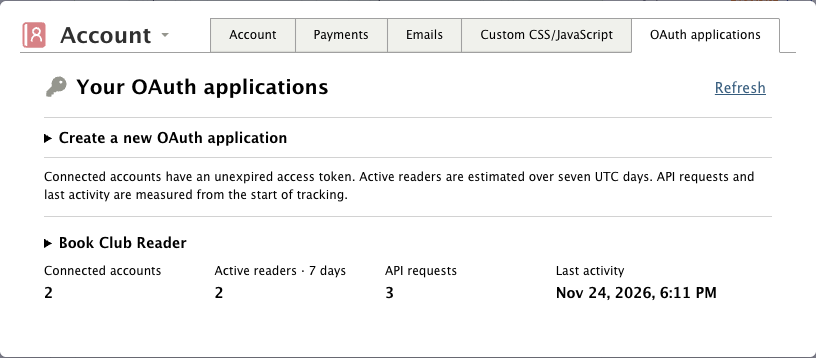 Account
Account
Payments
Emails
Custom CSS/JavaScript
OAuth applications
Your OAuth applications
Refresh
Create a new OAuth application
Connected accounts have an unexpired access token. Active readers are estimated over seven UTC days. API requests and
last activity are measured from the start of tracking.
Book Club Reader
Connected accounts
2
Active readers · 7 days
2
API requests
3
Last activity
Nov 24, 2026, 6:11 PM